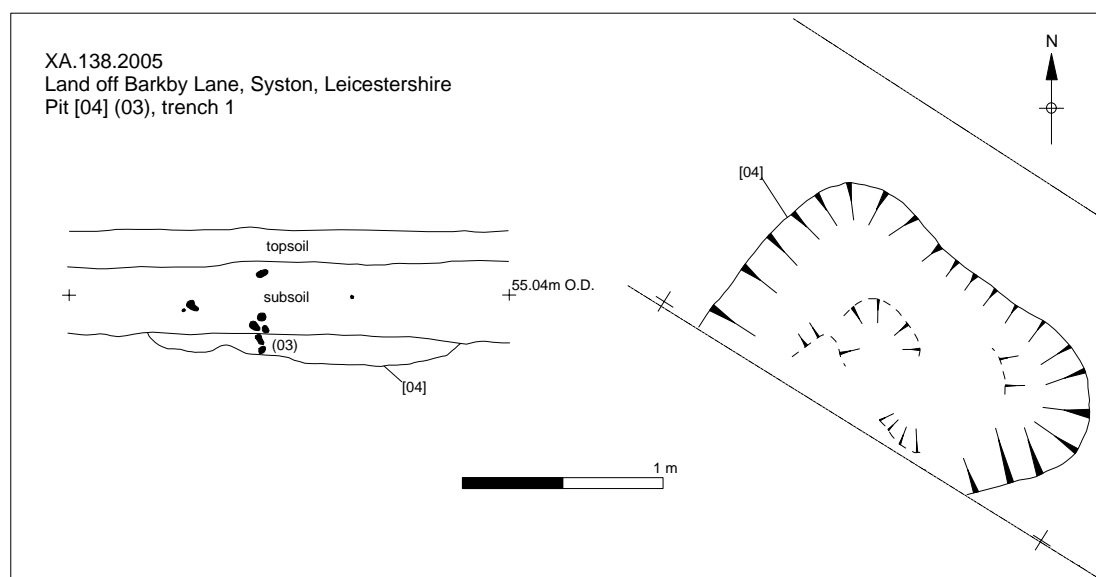 XA.138.2005
Land off Barkby Lane, Syston, Leicestershire
Pit [04] (03), trench 1
N
[04]
topsoil
55.04m O.D.
subsoil
(03)
[04]
1 m